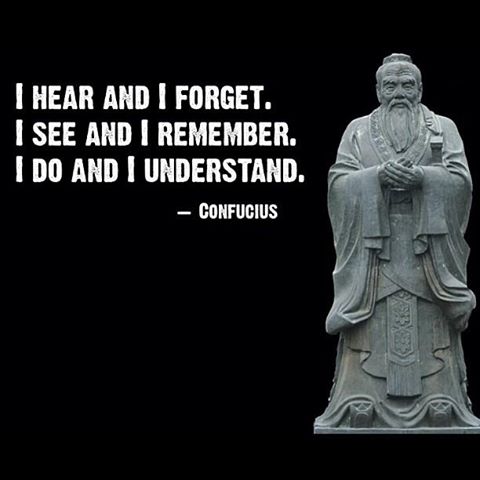 I HEAR AND I FORGET.
I SEE AND I REMEMBER.
I DO AND I UNDERSTAND.
— CONFUCIUS